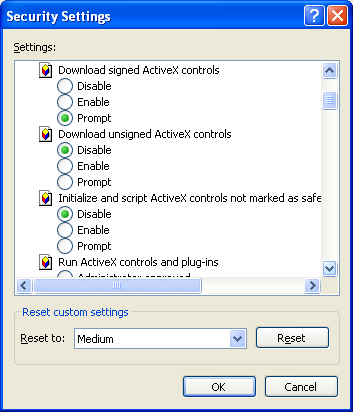 Security Settings
Settings:
Download signed ActiveX controls
Disable
Enable
Prompt
Download unsigned ActiveX controls
Disable
Enable
Prompt
Initialize and script ActiveX controls not marked as safe
Disable
Enable
Prompt
Run ActiveX controls and plug-ins
Administrator approved
Reset custom settings
Reset to:
Medium
Reset
OK
Cancel